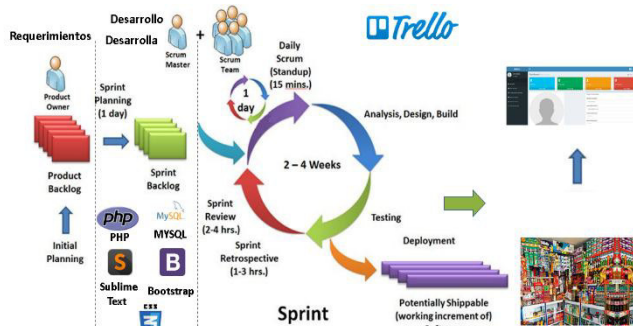 Requerimientos
Desarrollo
Desarrolla
Scrum
Master
+
Scrum
Team
Daily
Scrum
(Standup)
(15 mins.)
Trello
Product
Owner
Sprint
Planning
(1 day)
1
day
Analysis, Design, Build
2 – 4 Weeks
Product
Backlog
Sprint
Backlog
Initial
Planning
php
PHP
MySQL
MYSQL
S
Sublime
Text
B
Bootstrap
CSS
Sprint
Review
(2-4 hrs.)
Sprint
Retrospective
(1-3 hrs.)
Testing
Deployment
Potentially Shippable
(working increment of)
Sprint